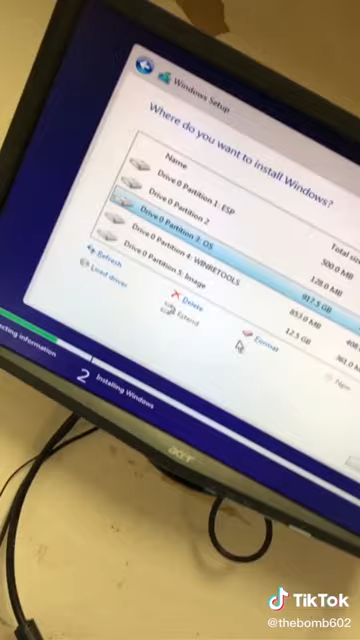 Windows Setup
Where do you want to install Windows?
Name
Total size
Drive 0 Partition 1: ESP
500.0 MB
Drive 0 Partition 2
128.0 MB
Drive 0 Partition 3: OS
917.5 GB
Drive 0 Partition 4: WINRETOOLS
853.0 MB
Drive 0 Partition 5: Image
12.5 GB
Refresh
Delete
Format
New
Load driver
Extend
ecting information
2 Installing Windows
acer
TikTok
@thebomb602